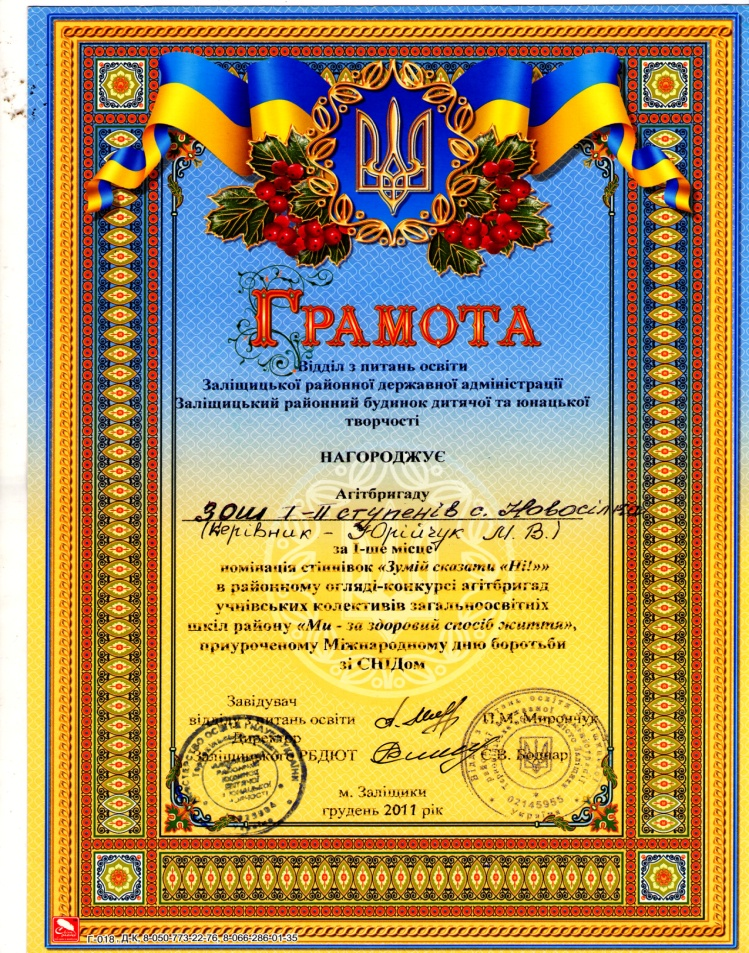 ГРАМОТА
Відділ з питань освіти
Заліщицької районної державної адміністрації
Заліщицький районний будинок дитячої та юнацької
творчості
НАГОРОДЖУЄ
Агітбригаду
ЗОШ І-ІІ ступенів с. Новосілка
(керівник - Юрійчук М. В.)
за І-ше місце
номінація стіннівок «Зумій сказати «Ні!»»
в районному огляді-конкурсі агітбригад
учнівських колективів загальноосвітніх
шкіл району «Ми - за здоровий спосіб життя»,
приуроченому Міжнародному дню боротьби
зі СНІДом
Завідувач
відділу з питань освіти П.М. Мирончук
Директор
Заліщицького РБДЮТ Є.В. Боднар
02145955
Україна
м. Заліщики
грудень 2011 рік
Г-018, Д-К, 8-050-773-22-76, 8-066-286-01-35